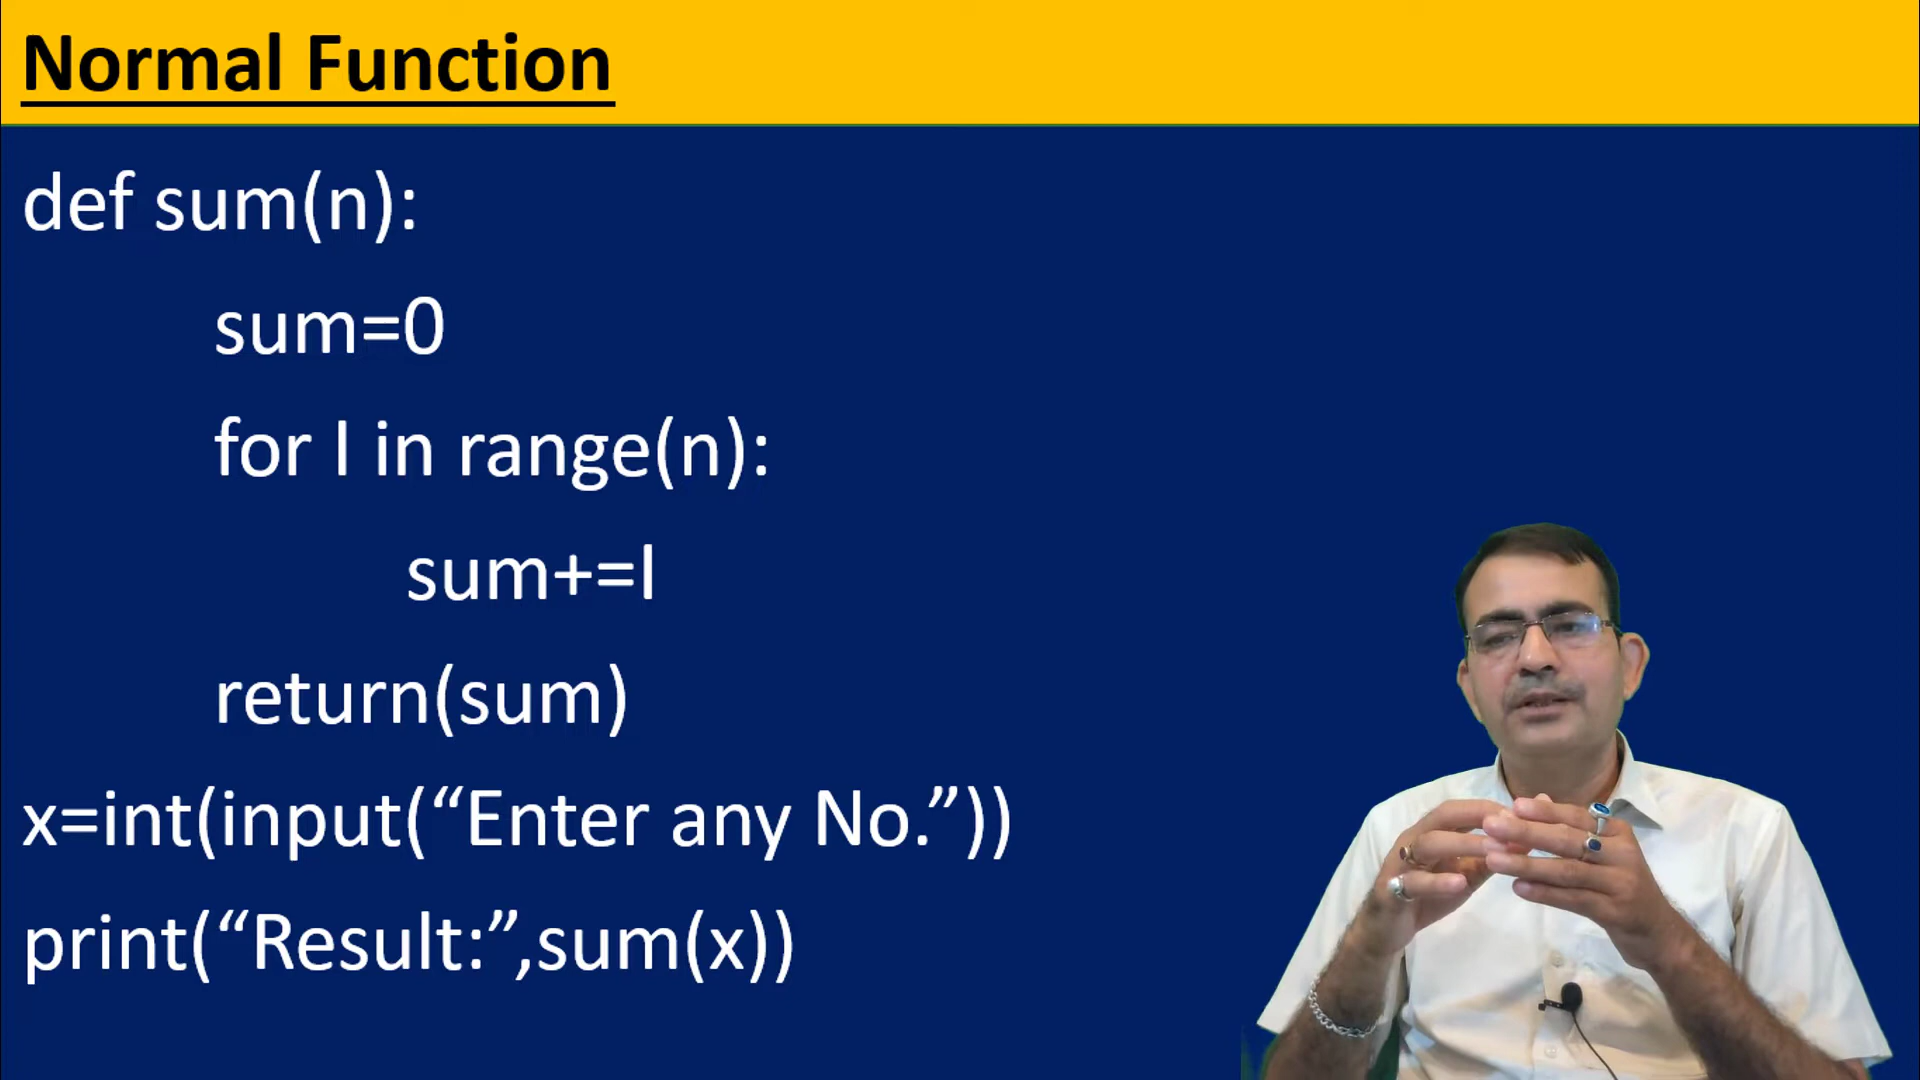 Normal Function
def sum(n):
sum=0
for I in range(n):
sum+=I
return(sum)
x=int(input(“Enter any No.”))
print(“Result:”,sum(x))